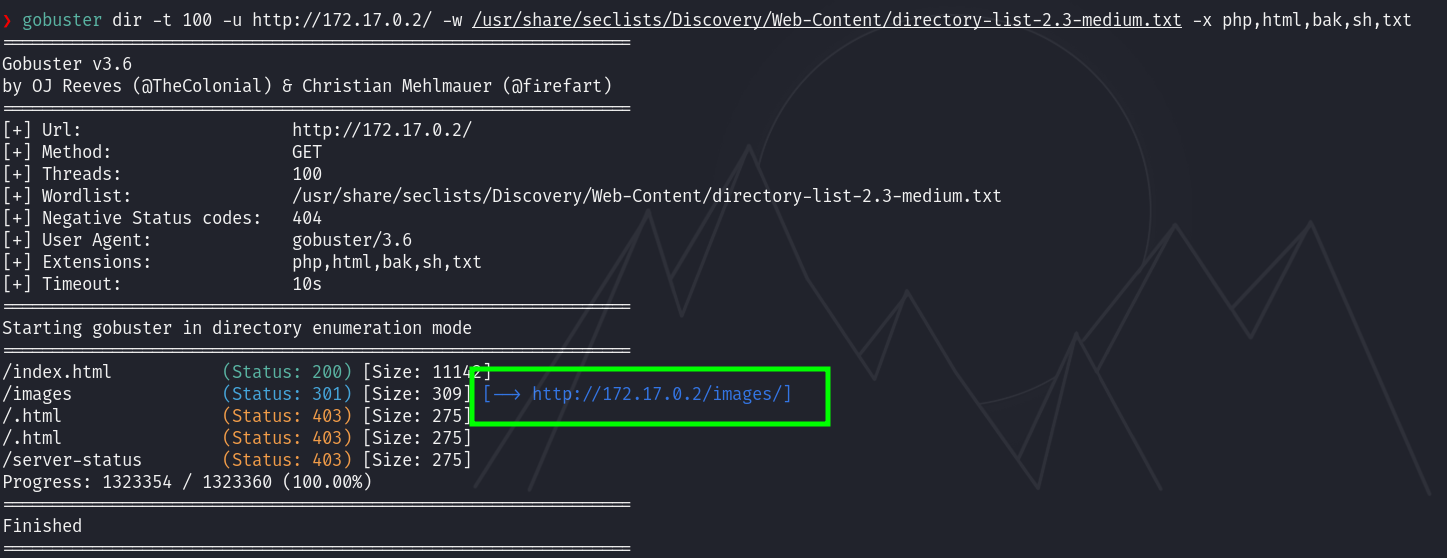 ❯ gobuster dir -t 100 -u http://172.17.0.2/ -w /usr/share/seclists/Discovery/Web-Content/directory-list-2.3-medium.txt -x php,html,bak,sh,txt
===============================================================
Gobuster v3.6
by OJ Reeves (@TheColonial) & Christian Mehlmauer (@firefart)
===============================================================
[+] Url:                     http://172.17.0.2/
[+] Method:                  GET
[+] Threads:                 100
[+] Wordlist:                /usr/share/seclists/Discovery/Web-Content/directory-list-2.3-medium.txt
[+] Negative Status codes:   404
[+] User Agent:              gobuster/3.6
[+] Extensions:              php,html,bak,sh,txt
[+] Timeout:                 10s
===============================================================
Starting gobuster in directory enumeration mode
===============================================================
/index.html           (Status: 200) [Size: 11142]
/images               (Status: 301) [Size: 309] [--> http://172.17.0.2/images/]
/.html                (Status: 403) [Size: 275]
/.html                (Status: 403) [Size: 275]
/server-status        (Status: 403) [Size: 275]
Progress: 1323354 / 1323360 (100.00%)
===============================================================
Finished
===============================================================